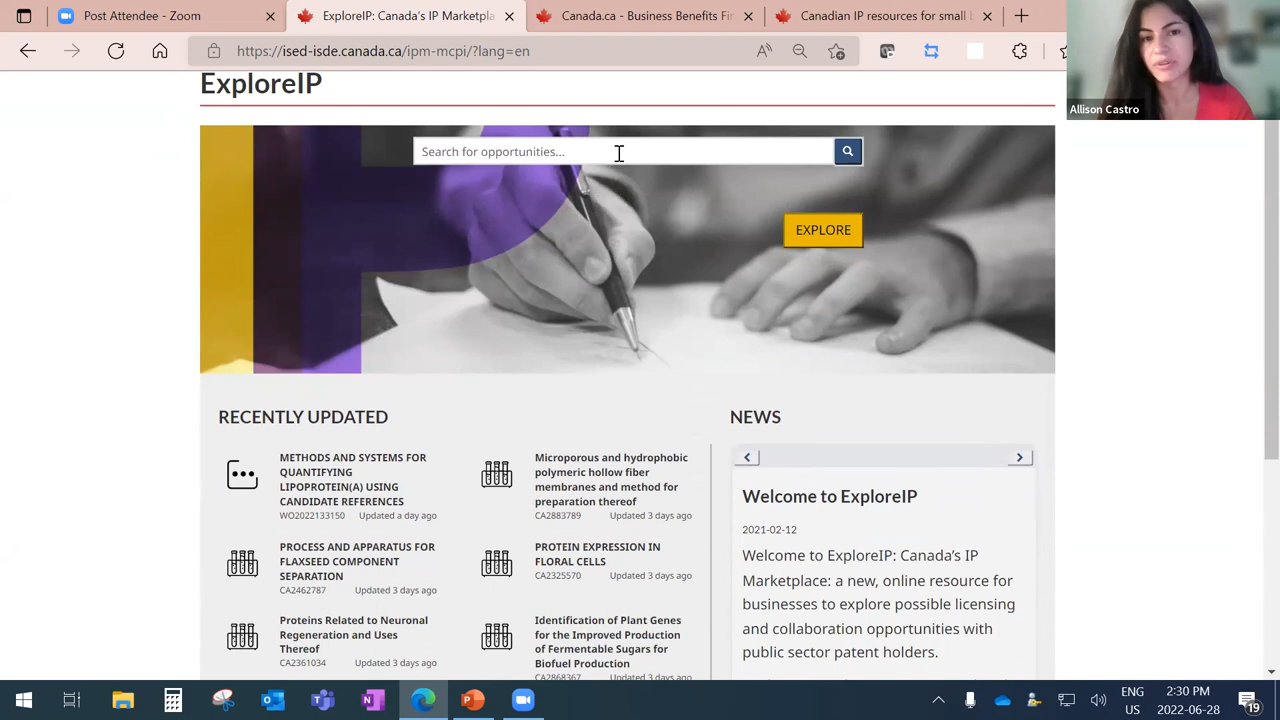 Post Attendee - Zoom
ExploreIP: Canada's IP Marketpla
Canada.ca - Business Benefits Fin
Canadian IP resources for small b
https://ised-isde.canada.ca/ipm-mcpi/?lang=en
Allison Castro
ExploreIP
Search for opportunities...
EXPLORE
RECENTLY UPDATED
METHODS AND SYSTEMS FOR
QUANTIFYING
LIPOPROTEIN(A) USING
CANDIDATE REFERENCES
WO2022133150 Updated a day ago
Microporous and hydrophobic
polymeric hollow fiber
membranes and method for
preparation thereof
CA2883789 Updated 3 days ago
PROCESS AND APPARATUS FOR
FLAXSEED COMPONENT
SEPARATION
CA2462787 Updated 3 days ago
PROTEIN EXPRESSION IN
FLORAL CELLS
CA2325570 Updated 3 days ago
Proteins Related to Neuronal
Regeneration and Uses
Thereof
CA2361034 Updated 3 days ago
Identification of Plant Genes
for the Improved Production
of Fermentable Sugars for
Biofuel Production
CA2868367 Updated 3 days ago
NEWS
Welcome to ExploreIP
2021-02-12
Welcome to ExploreIP: Canada's IP
Marketplace: a new, online resource for
businesses to explore possible licensing
and collaboration opportunities with
public sector patent holders.
ENG
US
2:30 PM
2022-06-28
19